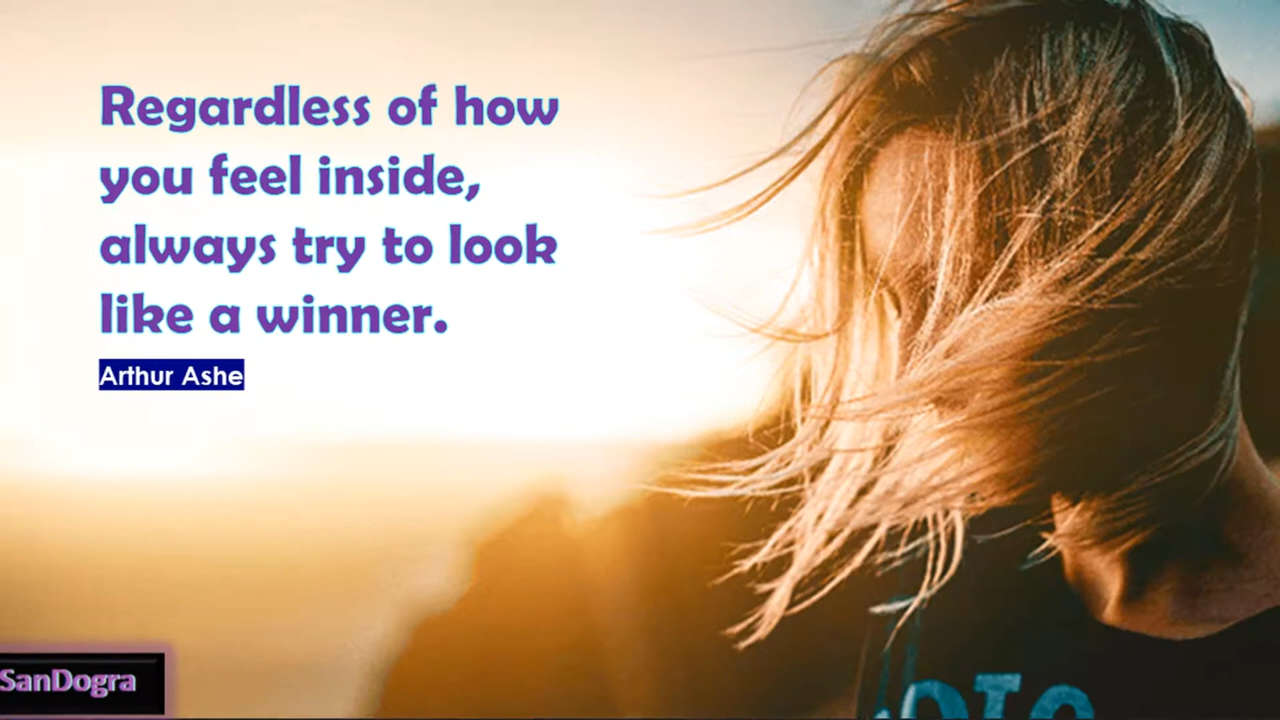 Regardless of how
you feel inside,
always try to look
like a winner.
Arthur Ashe
SanDogra